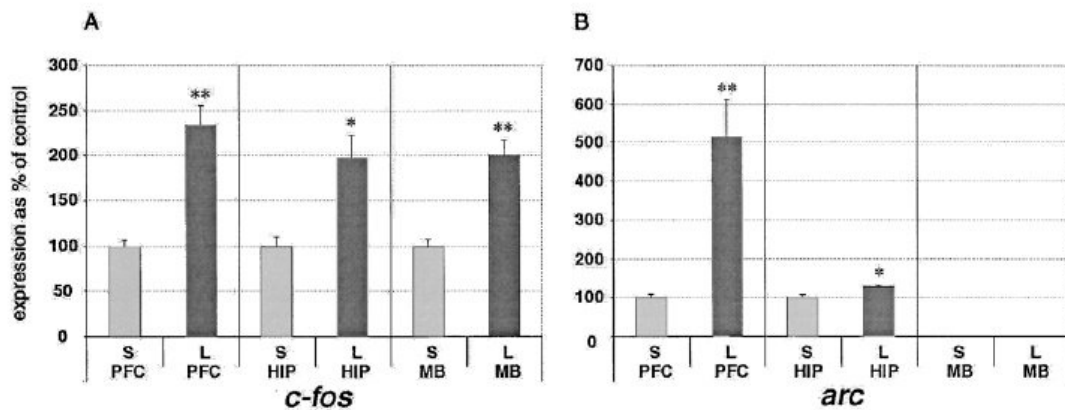 A
B
expression as % of control
300
250
200
150
100
50
0
**
*
**
S L S L S L
PFC PFC HIP HIP MB MB
c-fos
700
600
500
400
300
200
100
0
**
*
S L S L S L
PFC PFC HIP HIP MB MB
arc